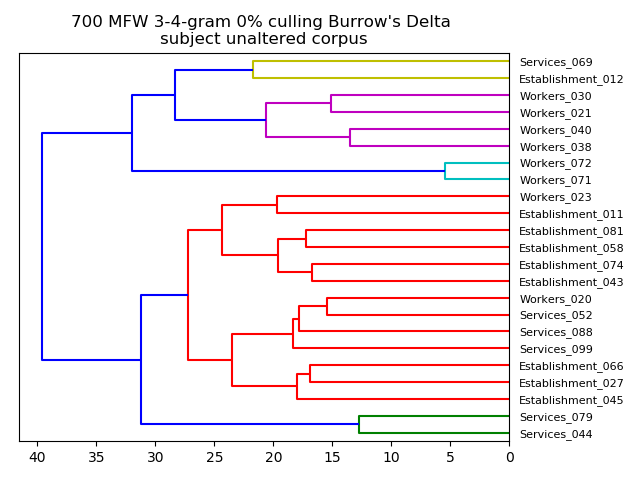 700 MFW 3-4-gram 0% culling Burrow's Delta
subject unaltered corpus
Services_069
Establishment_012
Workers_030
Workers_021
Workers_040
Workers_038
Workers_072
Workers_071
Workers_023
Establishment_011
Establishment_081
Establishment_058
Establishment_074
Establishment_043
Workers_020
Services_052
Services_088
Services_099
Establishment_066
Establishment_027
Establishment_045
Services_079
Services_044
40 35 30 25 20 15 10 5 0